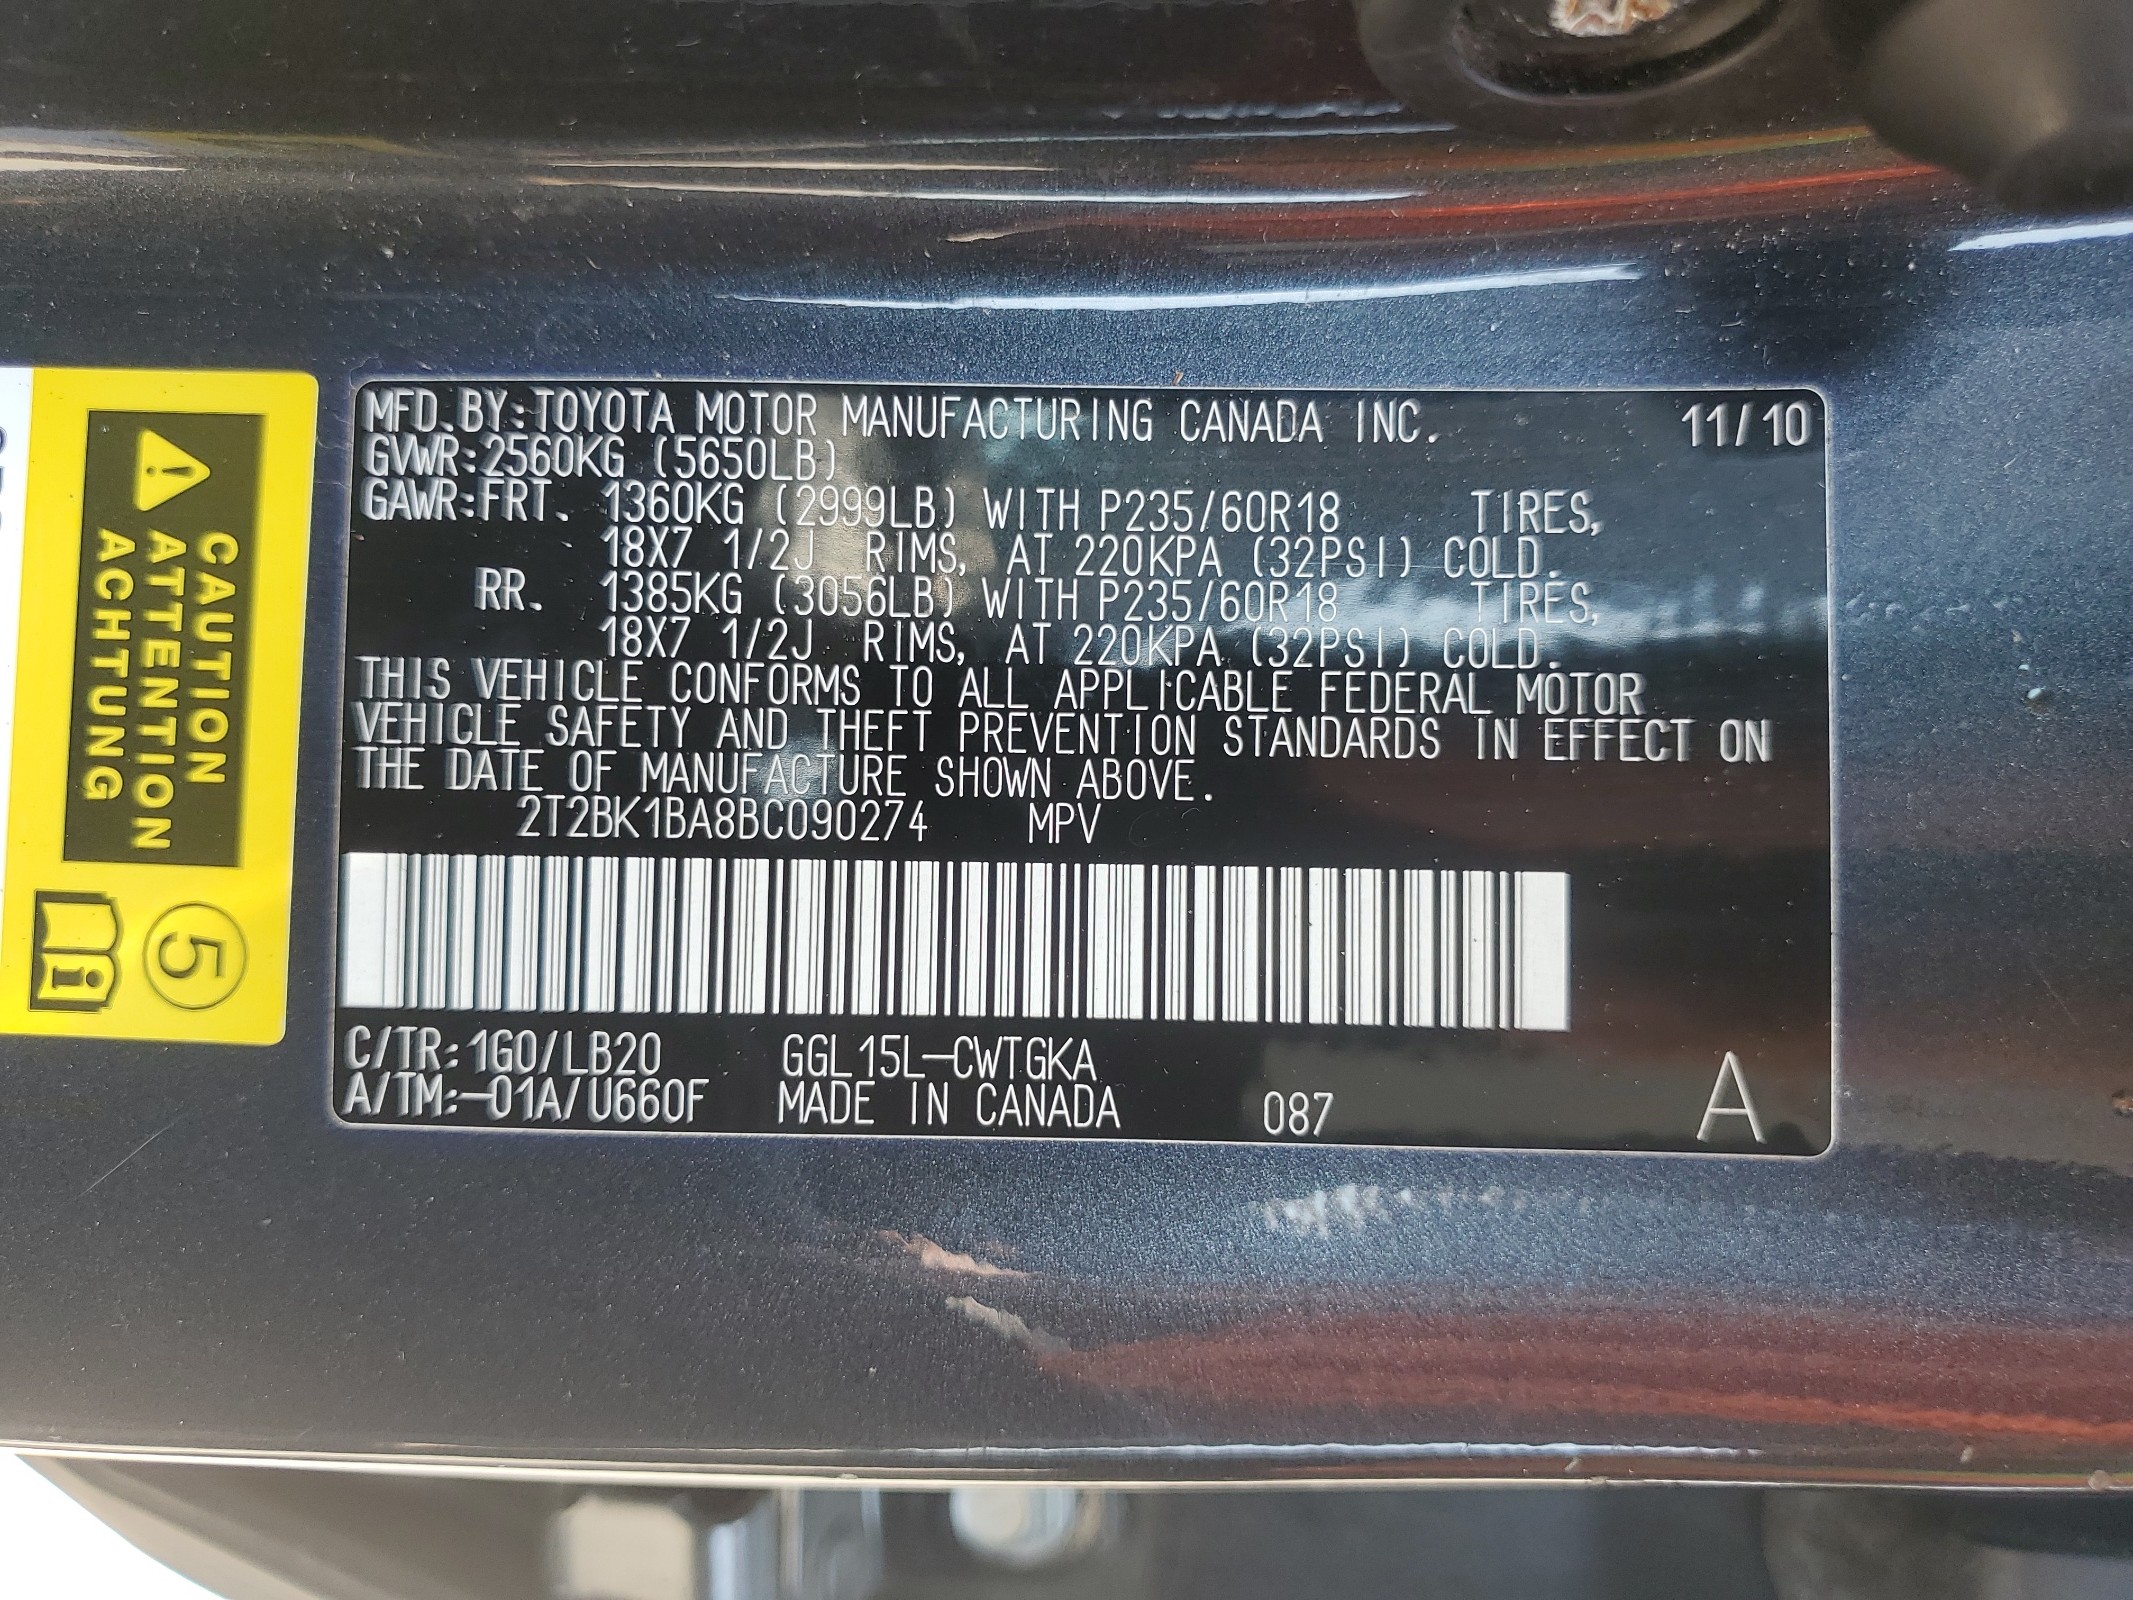 MFD.BY:TOYOTA MOTOR MANUFACTURING CANADA INC. 11/10
GVWR:2560KG (5650LB)
GAWR:FRT. 1360KG (2999LB) WITH P235/60R18 TIRES,
18X7 1/2J RIMS, AT 220KPA (32PSI) COLD.
RR. 1385KG (3056LB) WITH P235/60R18 TIRES,
18X7 1/2J RIMS, AT 220KPA (32PSI) COLD.
THIS VEHICLE CONFORMS TO ALL APPLICABLE FEDERAL MOTOR
VEHICLE SAFETY AND THEFT PREVENTION STANDARDS IN EFFECT ON
THE DATE OF MANUFACTURE SHOWN ABOVE.
2T2BK1BA8BC090274 MPV
C/TR:1G0/LB20 GGL15L-CWTGKA
A/TM:-01A/U660F MADE IN CANADA 087 A
CAUTION
ATTENTION
ACHTUNG
5
i